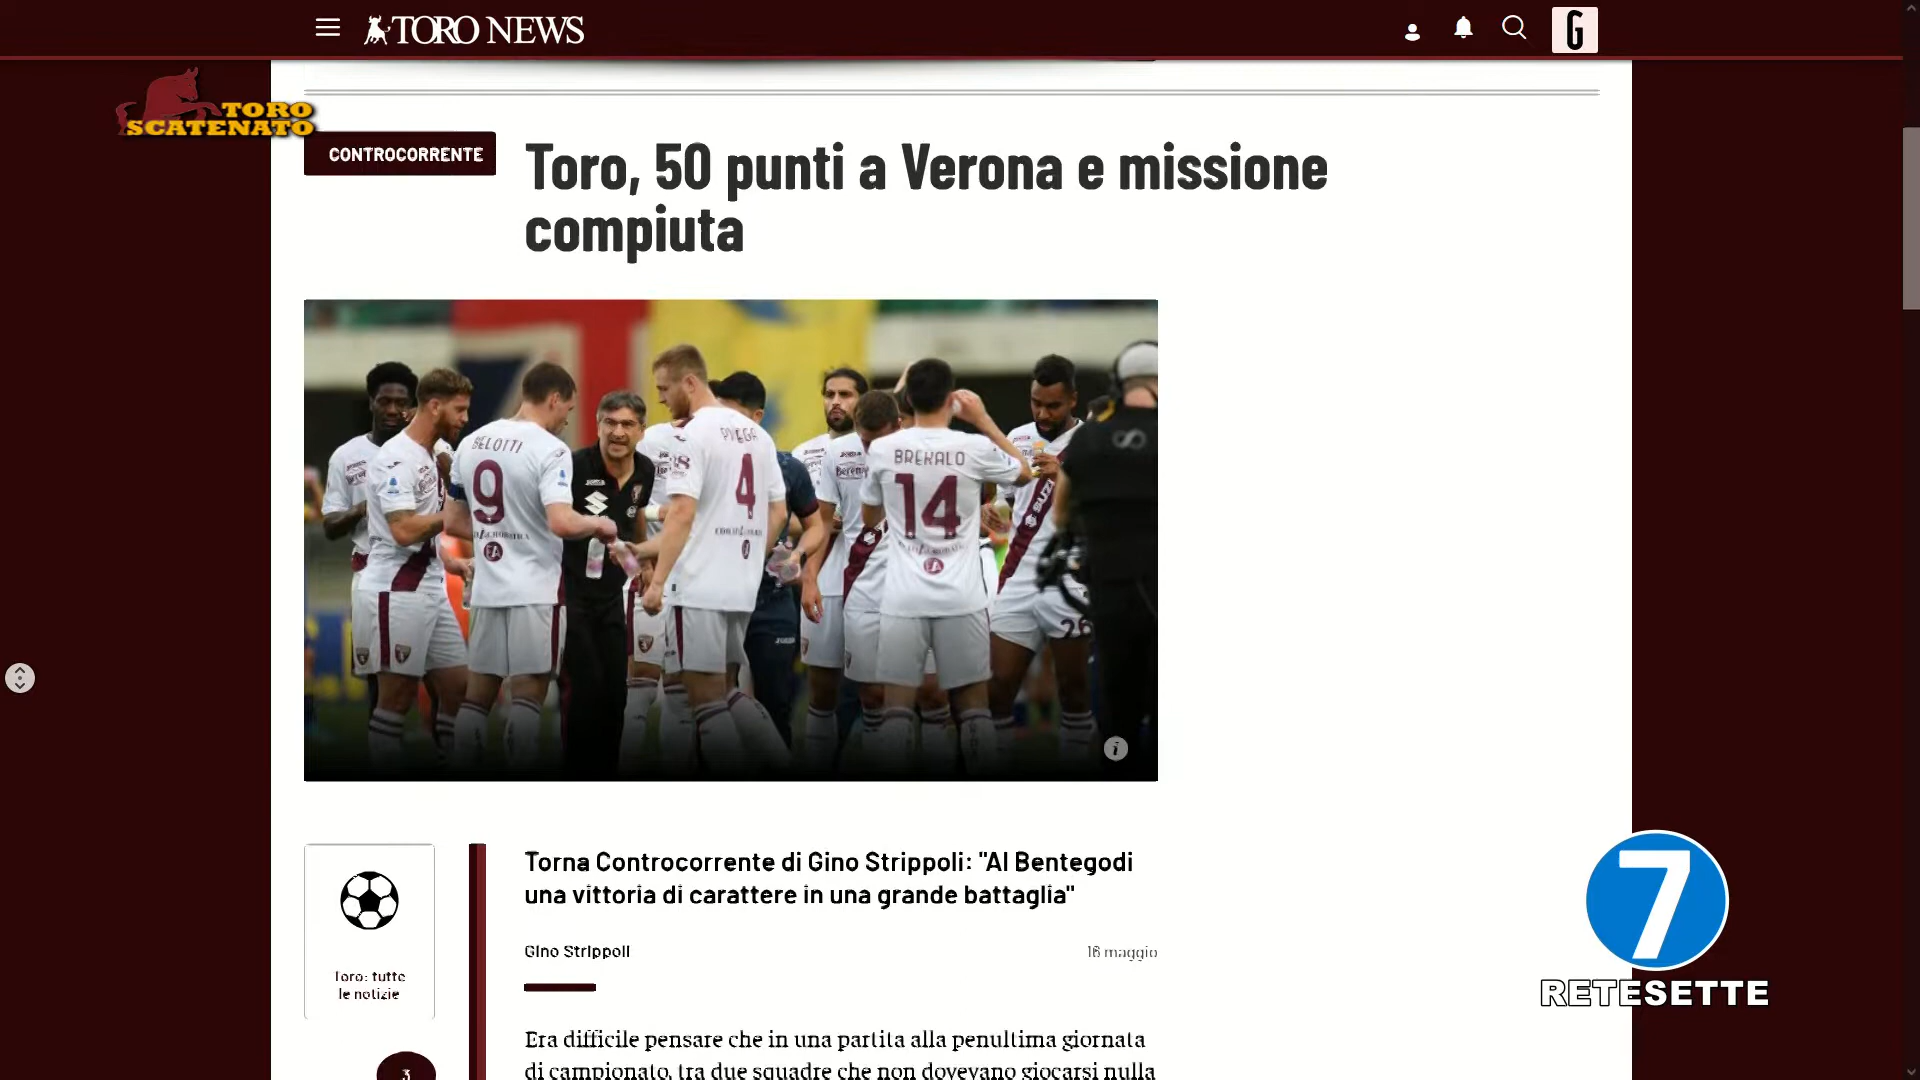 TORO NEWS
G
TORO
SCATENATO
CONTROCORRENTE
Toro, 50 punti a Verona e missione
compiuta
BELOTTI
9
4
BREKALO
14
SUZUKI
26
7
RETESETTE
Torna Controcorrente di Gino Strippoli: "Al Bentegodi
una vittoria di carattere in una grande battaglia"
Gino Strippoli
16 maggio
Toro: tutte
le notizie
3
Era difficile pensare che in una partita alla penultima giornata
di campionato, tra due squadre che non dovevano giocarsi nulla